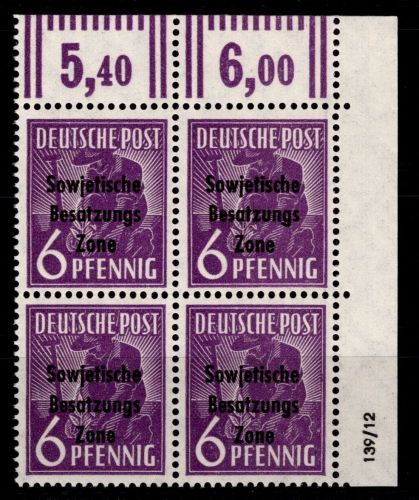 5,40 6,00
DEUTSCHE POST
Sowjetische
Besatzungs
Zone
6 PFENNIG
DEUTSCHE POST
Sowjetische
Besatzungs
Zone
6 PFENNIG
DEUTSCHE POST
Sowjetische
Besatzungs
Zone
6 PFENNIG
DEUTSCHE POST
Sowjetische
Besatzungs
Zone
6 PFENNIG
139/12